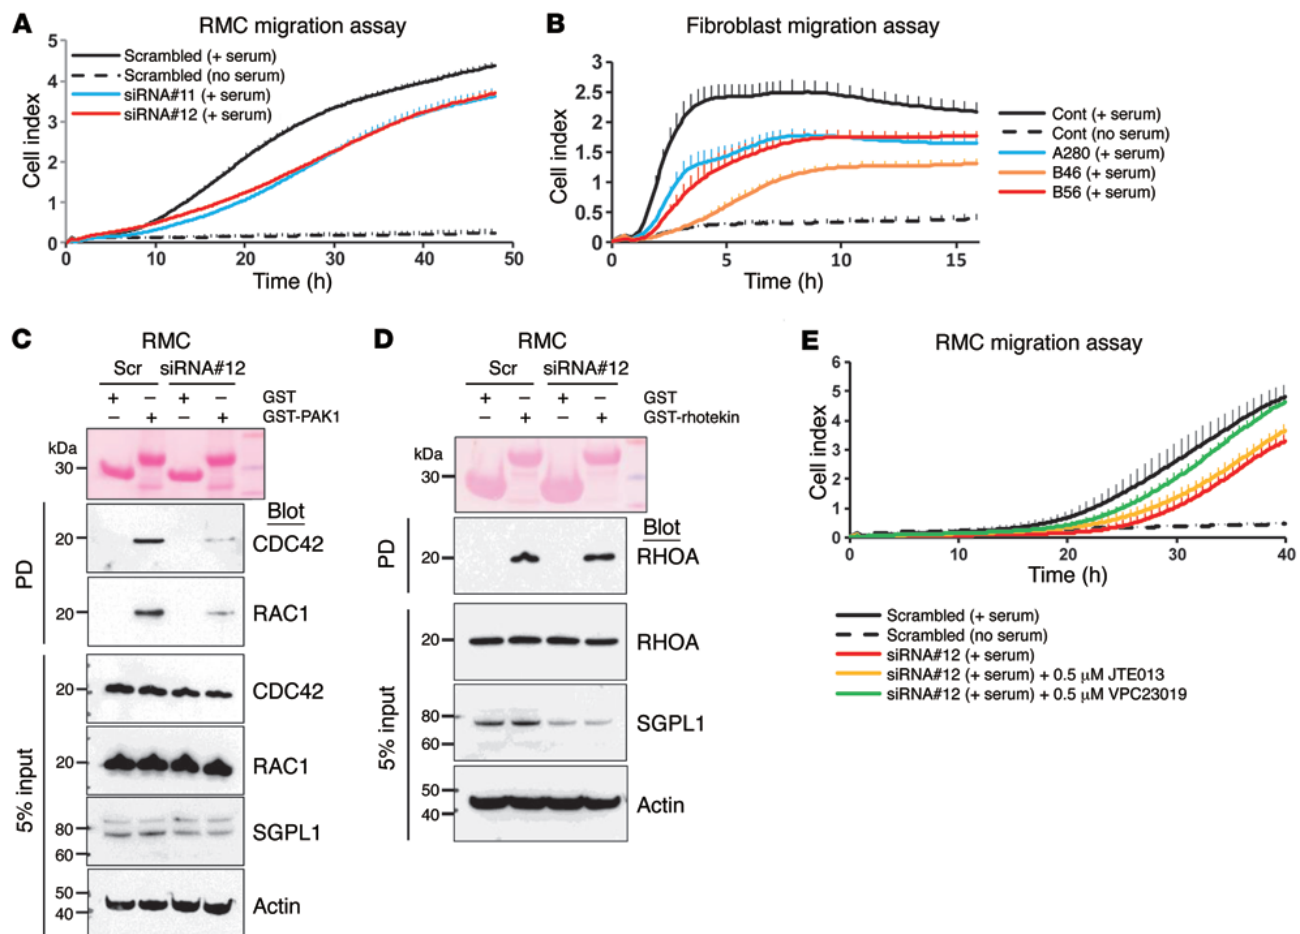 A
RMC migration assay
Cell index
5
4
3
2
1
0
Scrambled (+ serum)
Scrambled (no serum)
siRNA#11 (+ serum)
siRNA#12 (+ serum)
0 10 20 30 40 50
Time (h)
B
Fibroblast migration assay
Cell index
3
2.5
2
1.5
1
0.5
0
0 5 10 15
Time (h)
Cont (+ serum)
Cont (no serum)
A280 (+ serum)
B46 (+ serum)
B56 (+ serum)
C
RMC
Scr siRNA#12
+ – + – GST
– + – + GST-PAK1
kDa
30
Blot
PD
20 CDC42
20 RAC1
5% input
20 CDC42
20 RAC1
80
60
SGPL1
50
40
Actin
D
RMC
Scr siRNA#12
+ – + – GST
– + – + GST-rhotekin
kDa
30
Blot
PD
20 RHOA
5% input
20 RHOA
80
60
SGPL1
50
40
Actin
E
RMC migration assay
Cell index
6
5
4
3
2
1
0
0 10 20 30 40
Time (h)
Scrambled (+ serum)
Scrambled (no serum)
siRNA#12 (+ serum)
siRNA#12 (+ serum) + 0.5 μM JTE013
siRNA#12 (+ serum) + 0.5 μM VPC23019